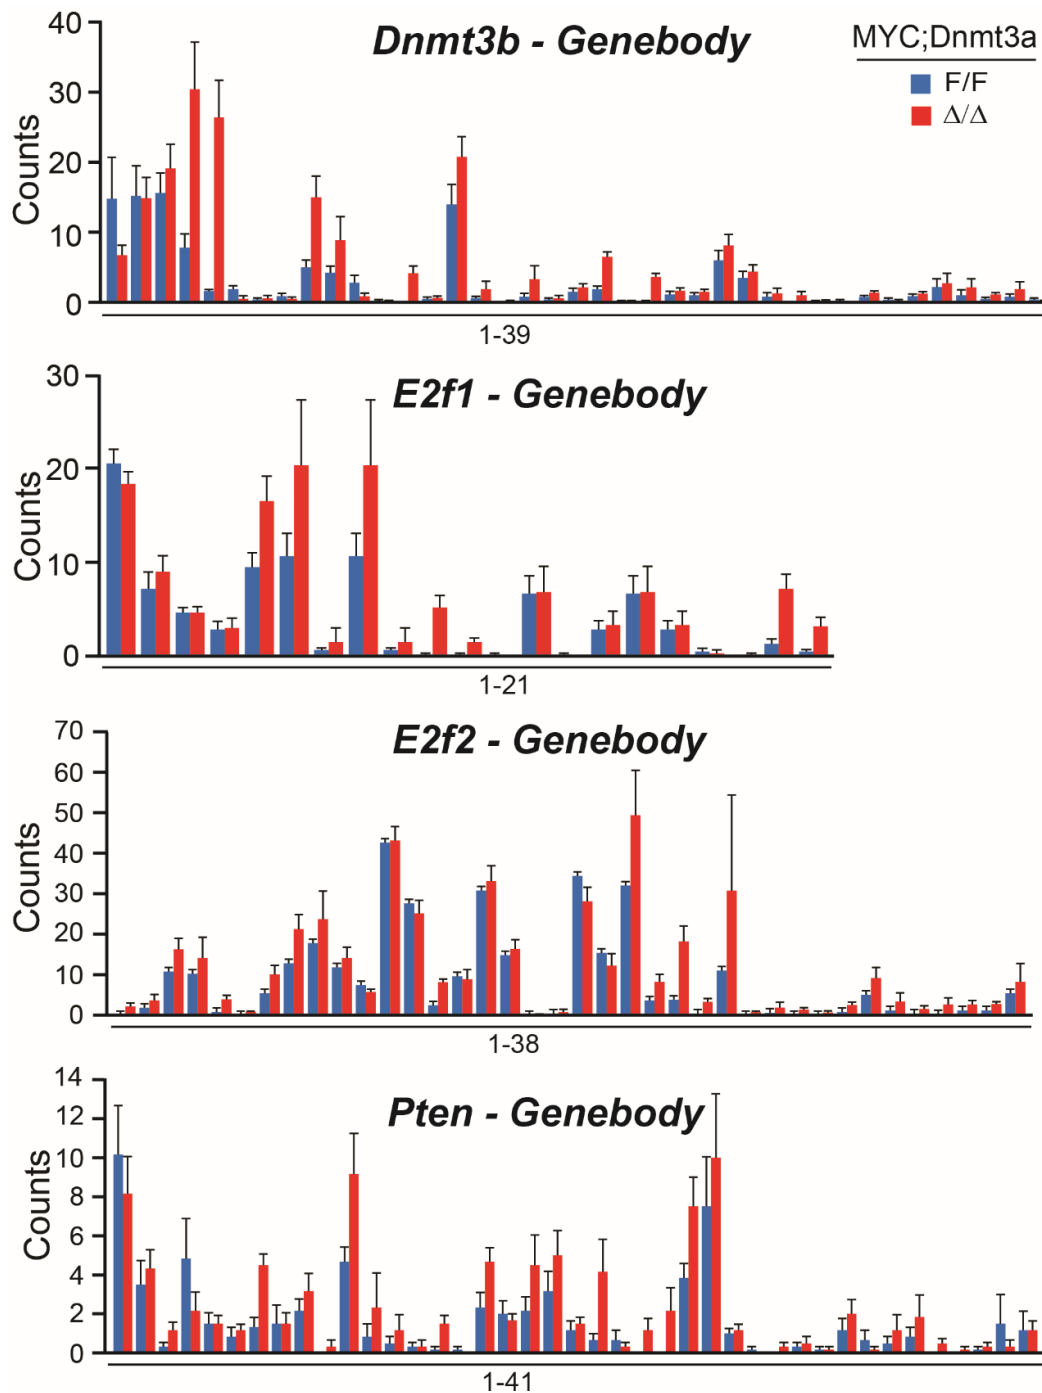 Dnmt3b - Genebody
MYC;Dnmt3a
F/F
Δ/Δ
Counts
40
30
20
10
0
1-39
E2f1 - Genebody
Counts
30
20
10
0
1-21
E2f2 - Genebody
Counts
70
60
50
40
30
20
10
0
1-38
Pten - Genebody
Counts
14
12
10
8
6
4
2
0
1-41